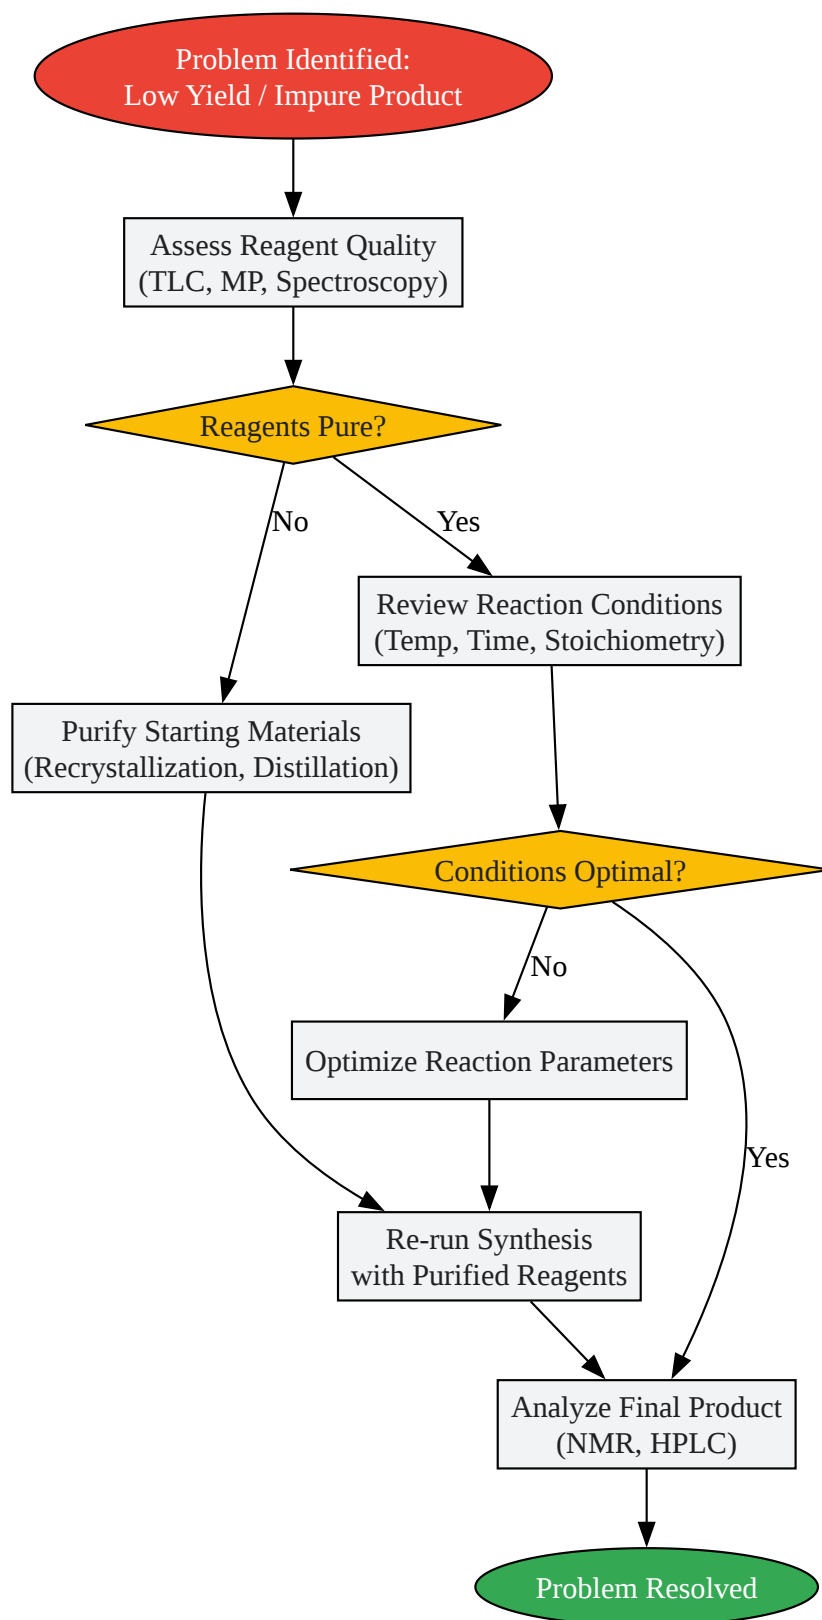 Problem Identified:
Low Yield / Impure Product
Assess Reagent Quality
(TLC, MP, Spectroscopy)
Reagents Pure?
No
Yes
Review Reaction Conditions
(Temp, Time, Stoichiometry)
Purify Starting Materials
(Recrystallization, Distillation)
Conditions Optimal?
No
Optimize Reaction Parameters
Yes
Re-run Synthesis
with Purified Reagents
Analyze Final Product
(NMR, HPLC)
Problem Resolved